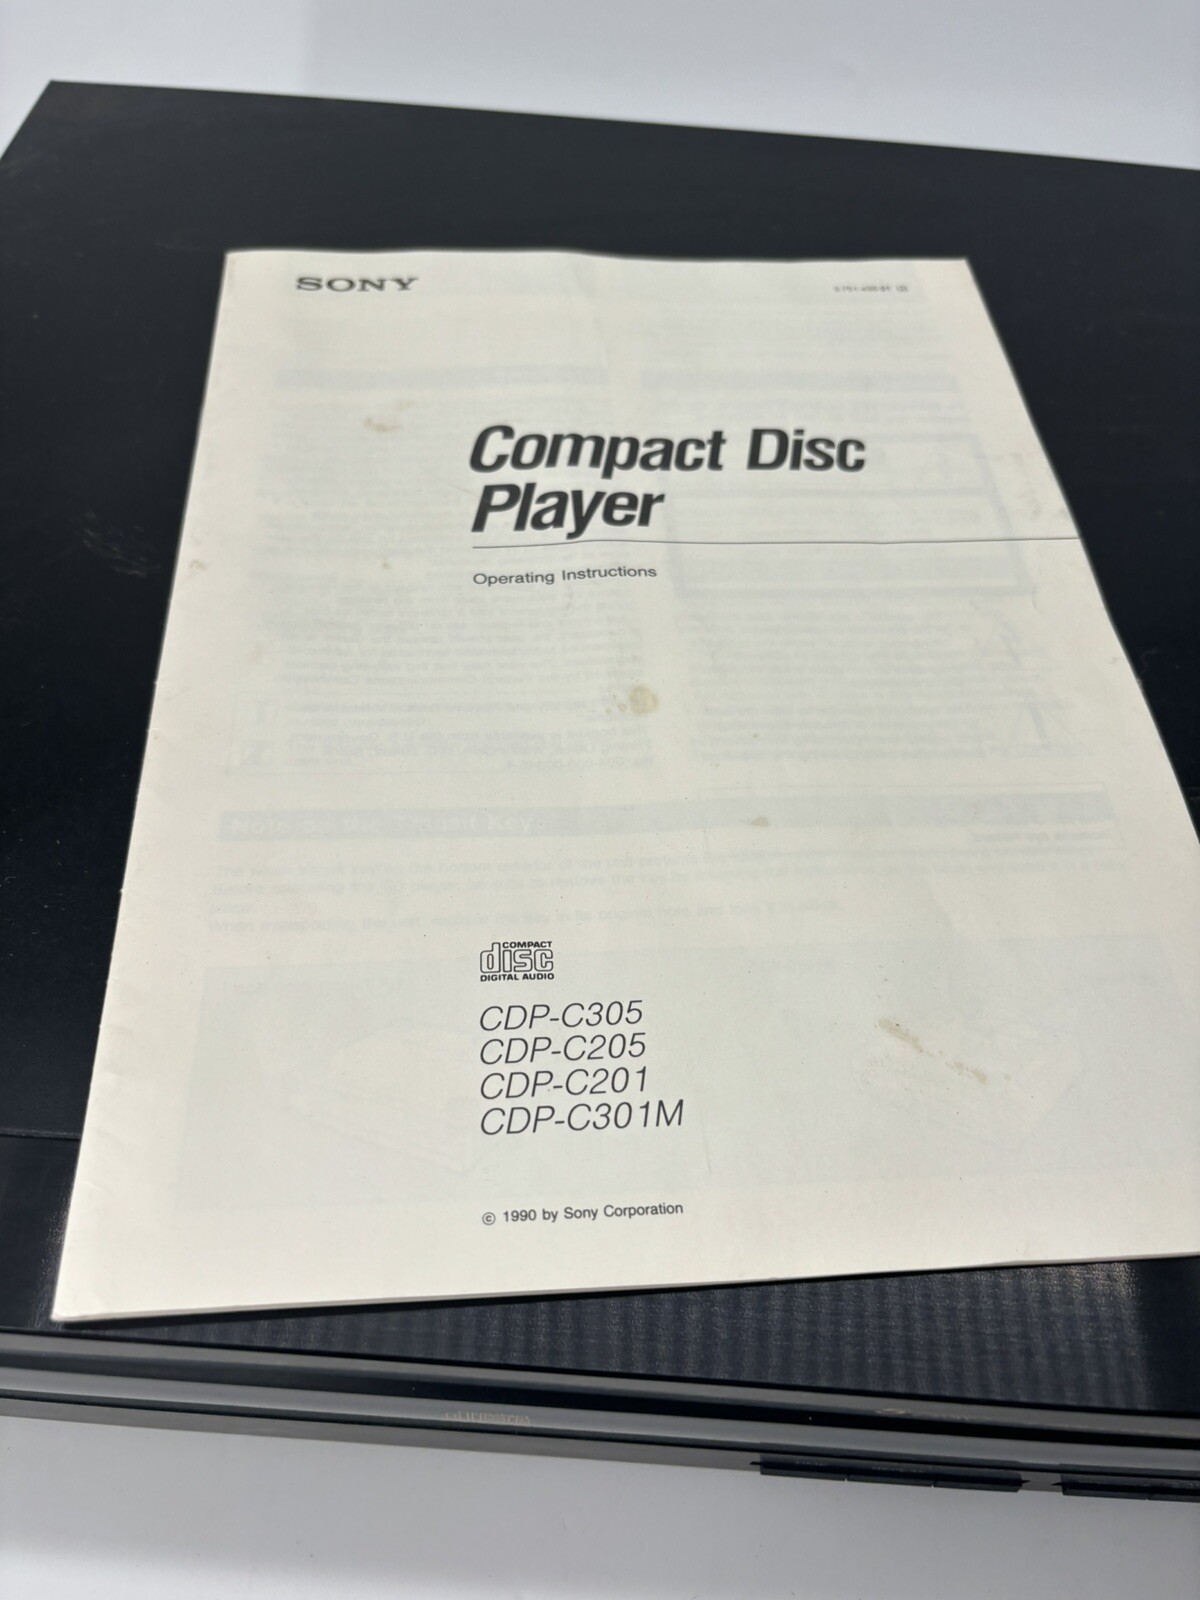 SONY
Compact Disc
Player
Operating Instructions
COMPACT
disc
DIGITAL AUDIO
CDP-C305
CDP-C205
CDP-C201
CDP-C301M
© 1990 by Sony Corporation